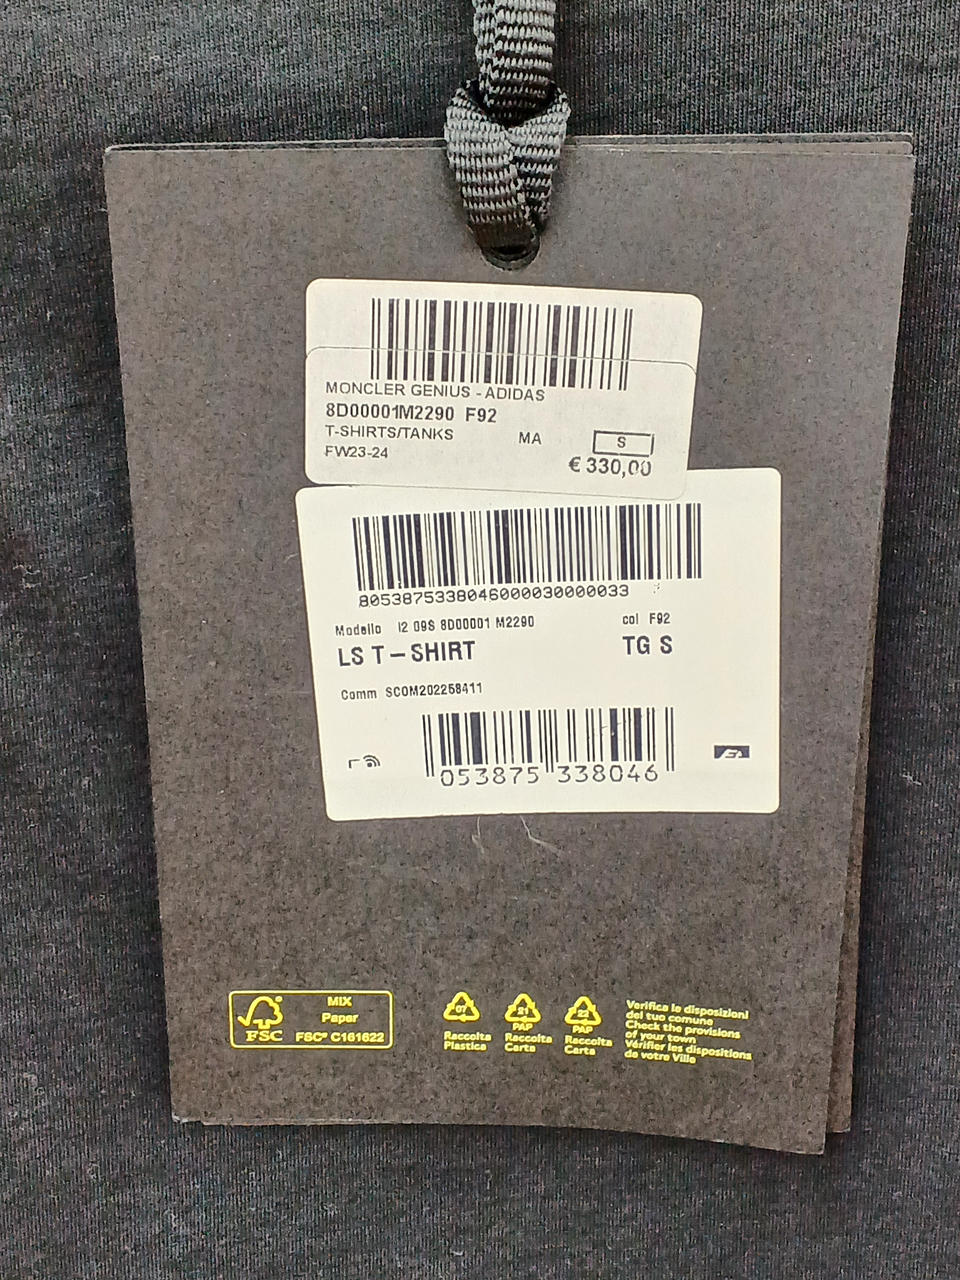 MONCLER GENIUS - ADIDAS
8D00001M2290 F92
T-SHIRTS/TANKS MA S
FW23-24
€ 330,00
8053875338046000030000033
Modello I2 09S 8D00001 M2290 col F92
LS T-SHIRT TG S
Comm SCOM202258411
053875 338046
MIX
Paper
FSC FSC® C161622
07
Raccolta
Plastica
21
PAP
Raccolta
Carta
22
PAP
Raccolta
Carta
Verifica le disposizioni
del tuo comune
Check the provisions
of your town
Vérifier les dispositions
de votre Ville